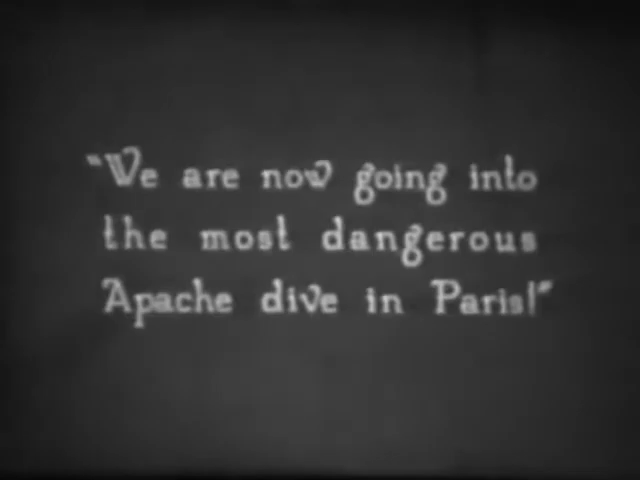 "We are now going into
the most dangerous
Apache dive in Paris!"